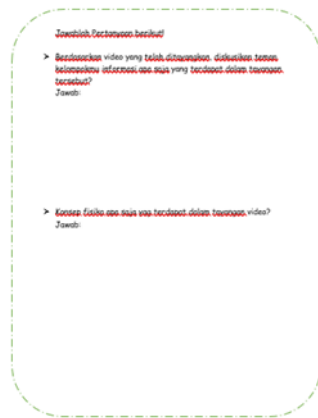 Jawablah Pertanyaan berikut!
➤ Berdasarkan video yang telah ditayangkan, diskusikan teman
kelompokmu informasi apa saja yang terdapat dalam tayangan
tersebut?
Jawab:
➤ Konsep fisika apa saja yag terdapat dalam tayangan video?
Jawab: